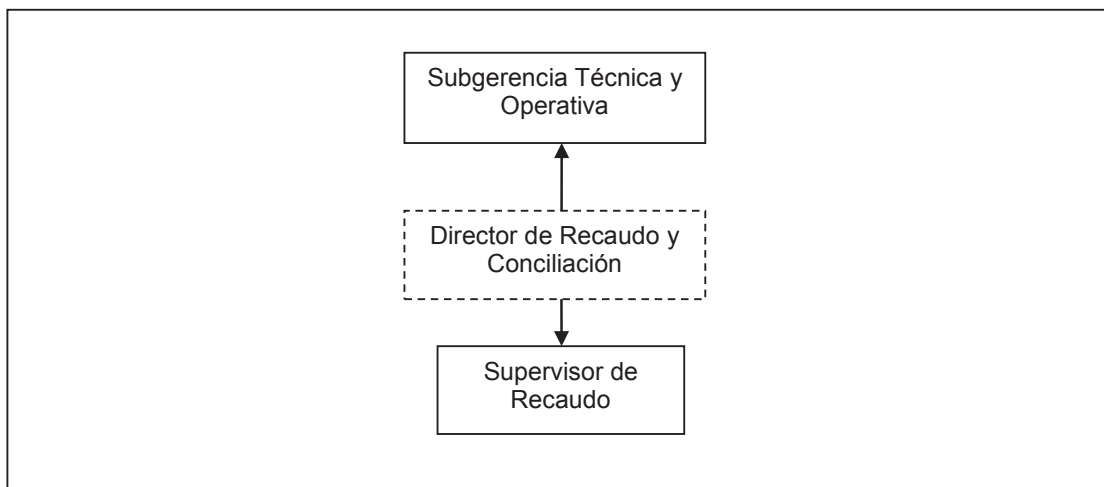 Subgerencia Técnica y
Operativa
Director de Recaudo y
Conciliación
Supervisor de
Recaudo